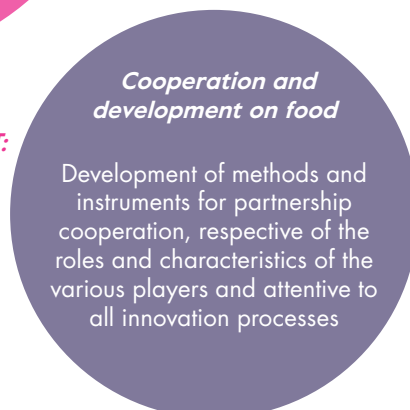 Cooperation and
development on food
Development of methods and
instruments for partnership
cooperation, respective of the
roles and characteristics of the
various players and attentive to
all innovation processes